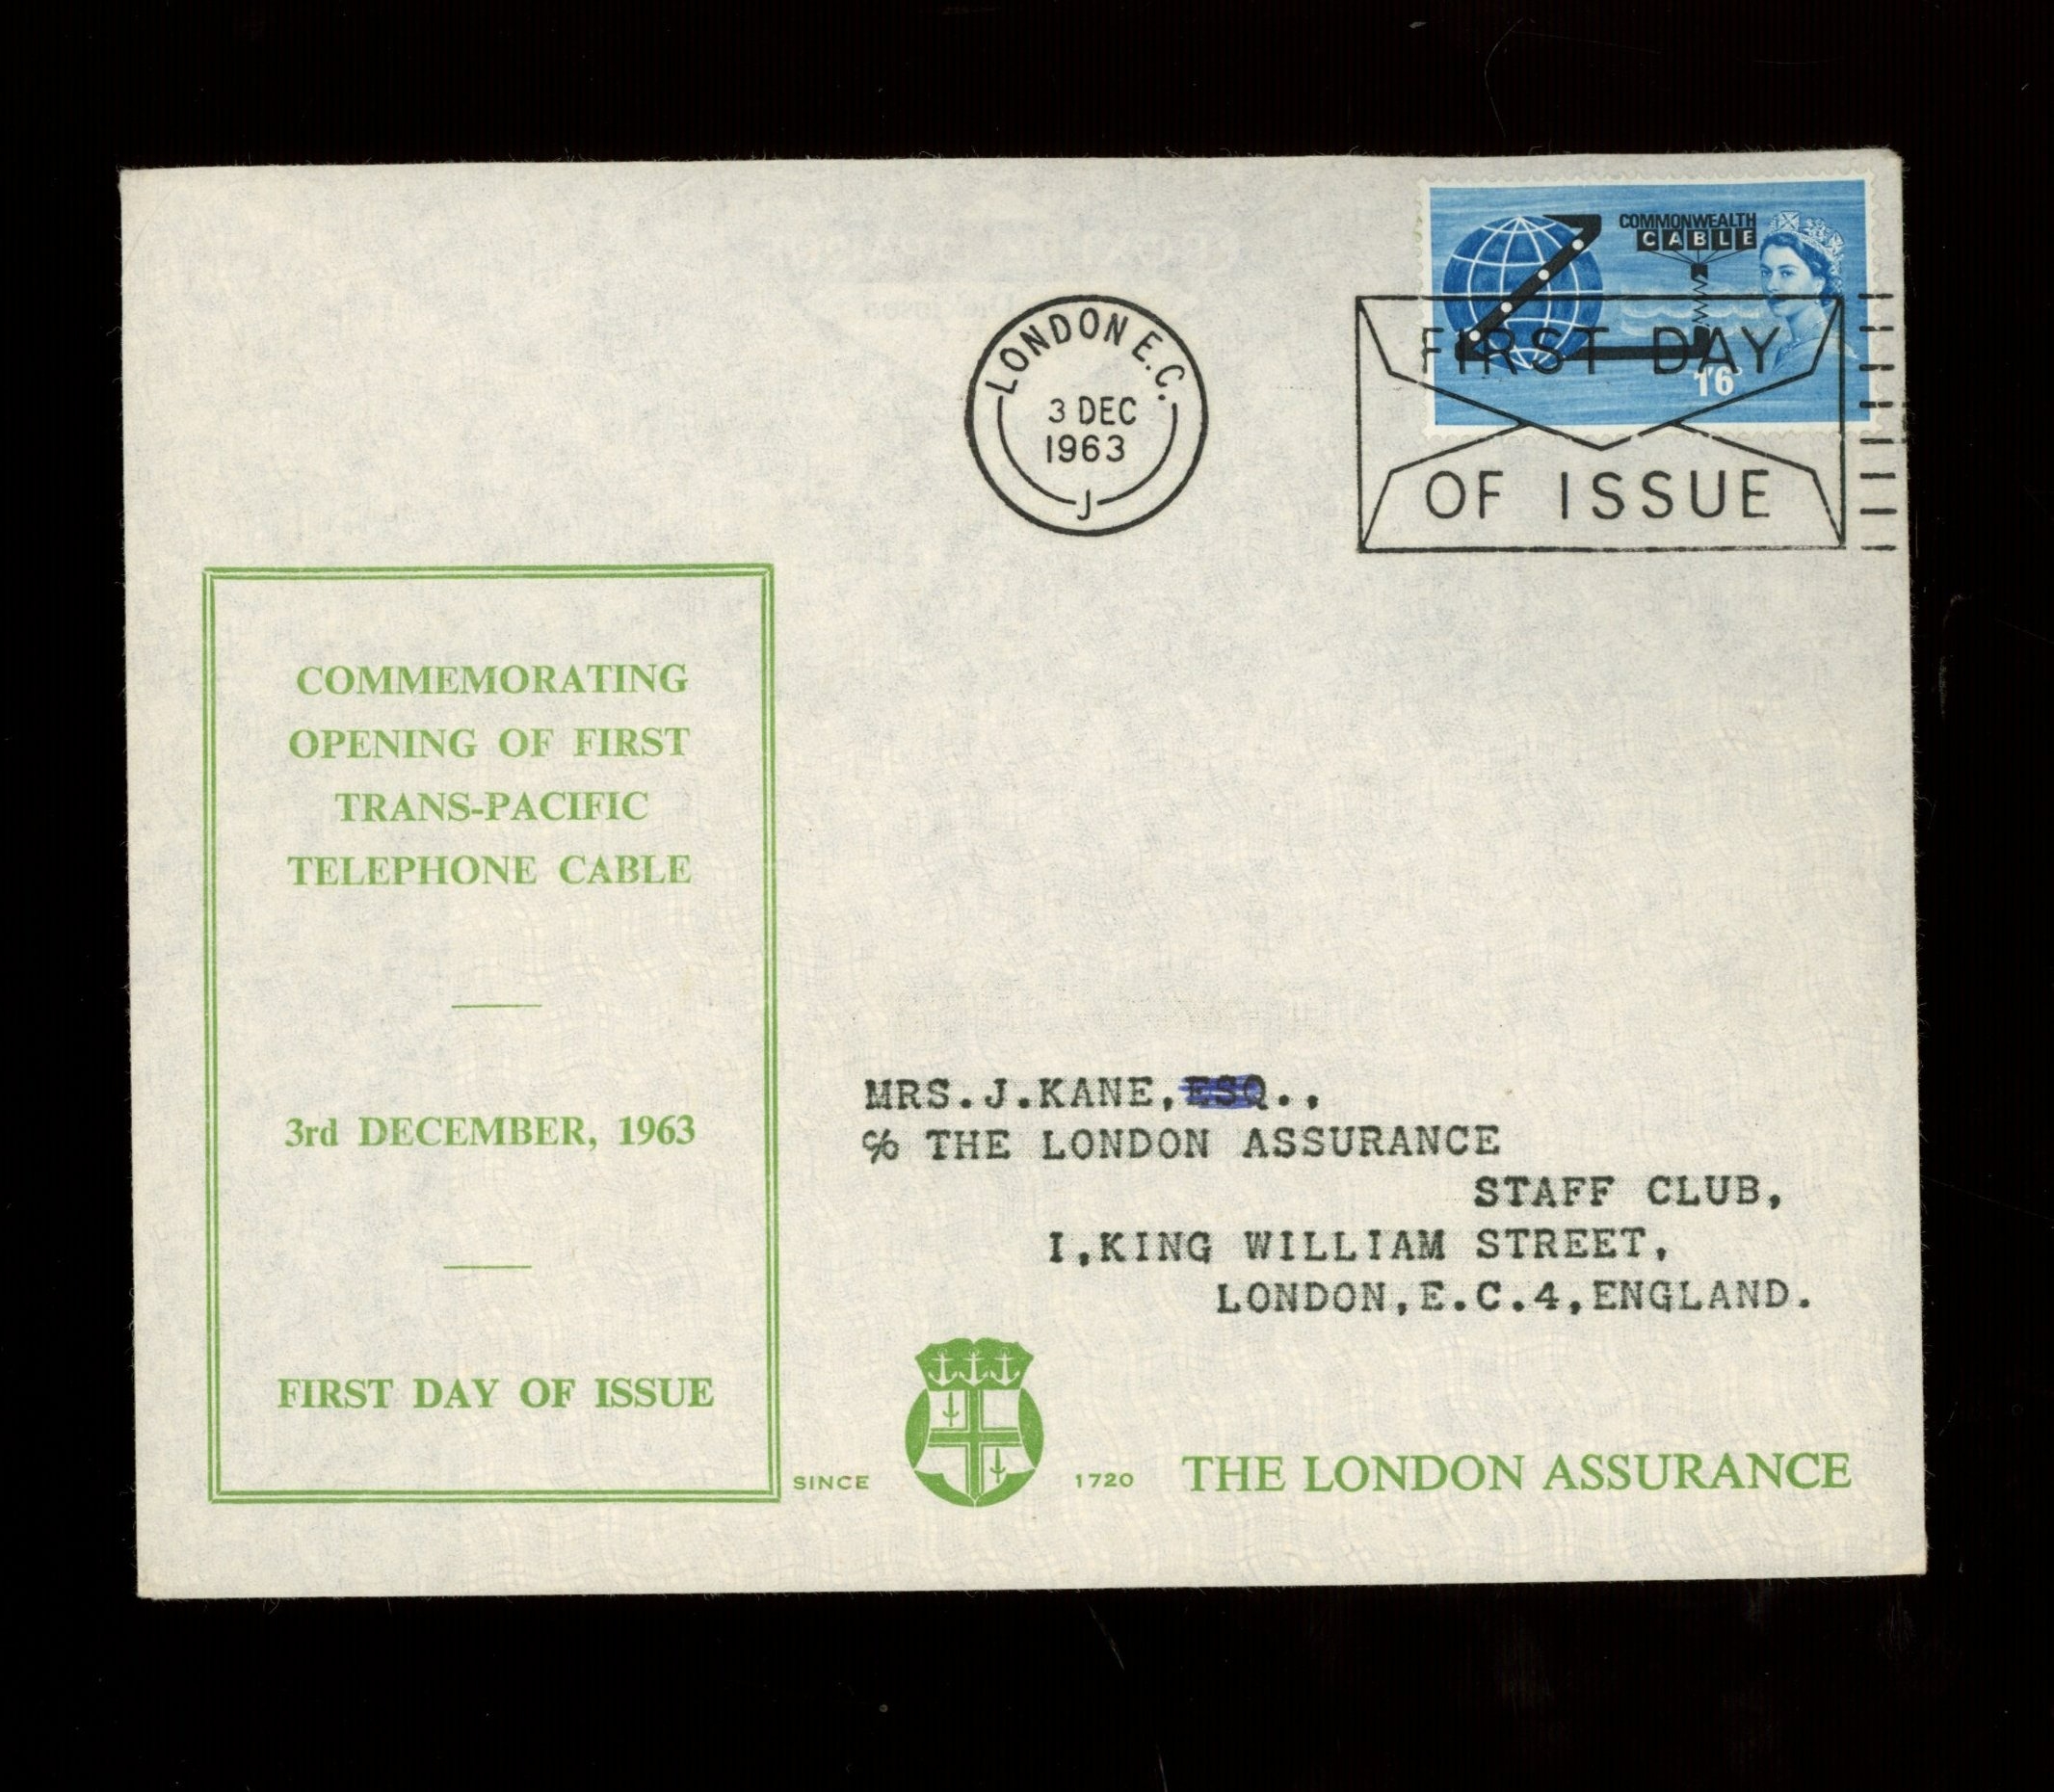 COMMONWEALTH
CABLE
1'6
LONDON E.C.
3 DEC
1963
J
FIRST DAY
OF ISSUE
COMMEMORATING
OPENING OF FIRST
TRANS-PACIFIC
TELEPHONE CABLE
3rd DECEMBER, 1963
FIRST DAY OF ISSUE
MRS.J.KANE,ESQ.,
℅ THE LONDON ASSURANCE
STAFF CLUB,
I,KING WILLIAM STREET,
LONDON,E.C.4,ENGLAND.
SINCE 1720 THE LONDON ASSURANCE